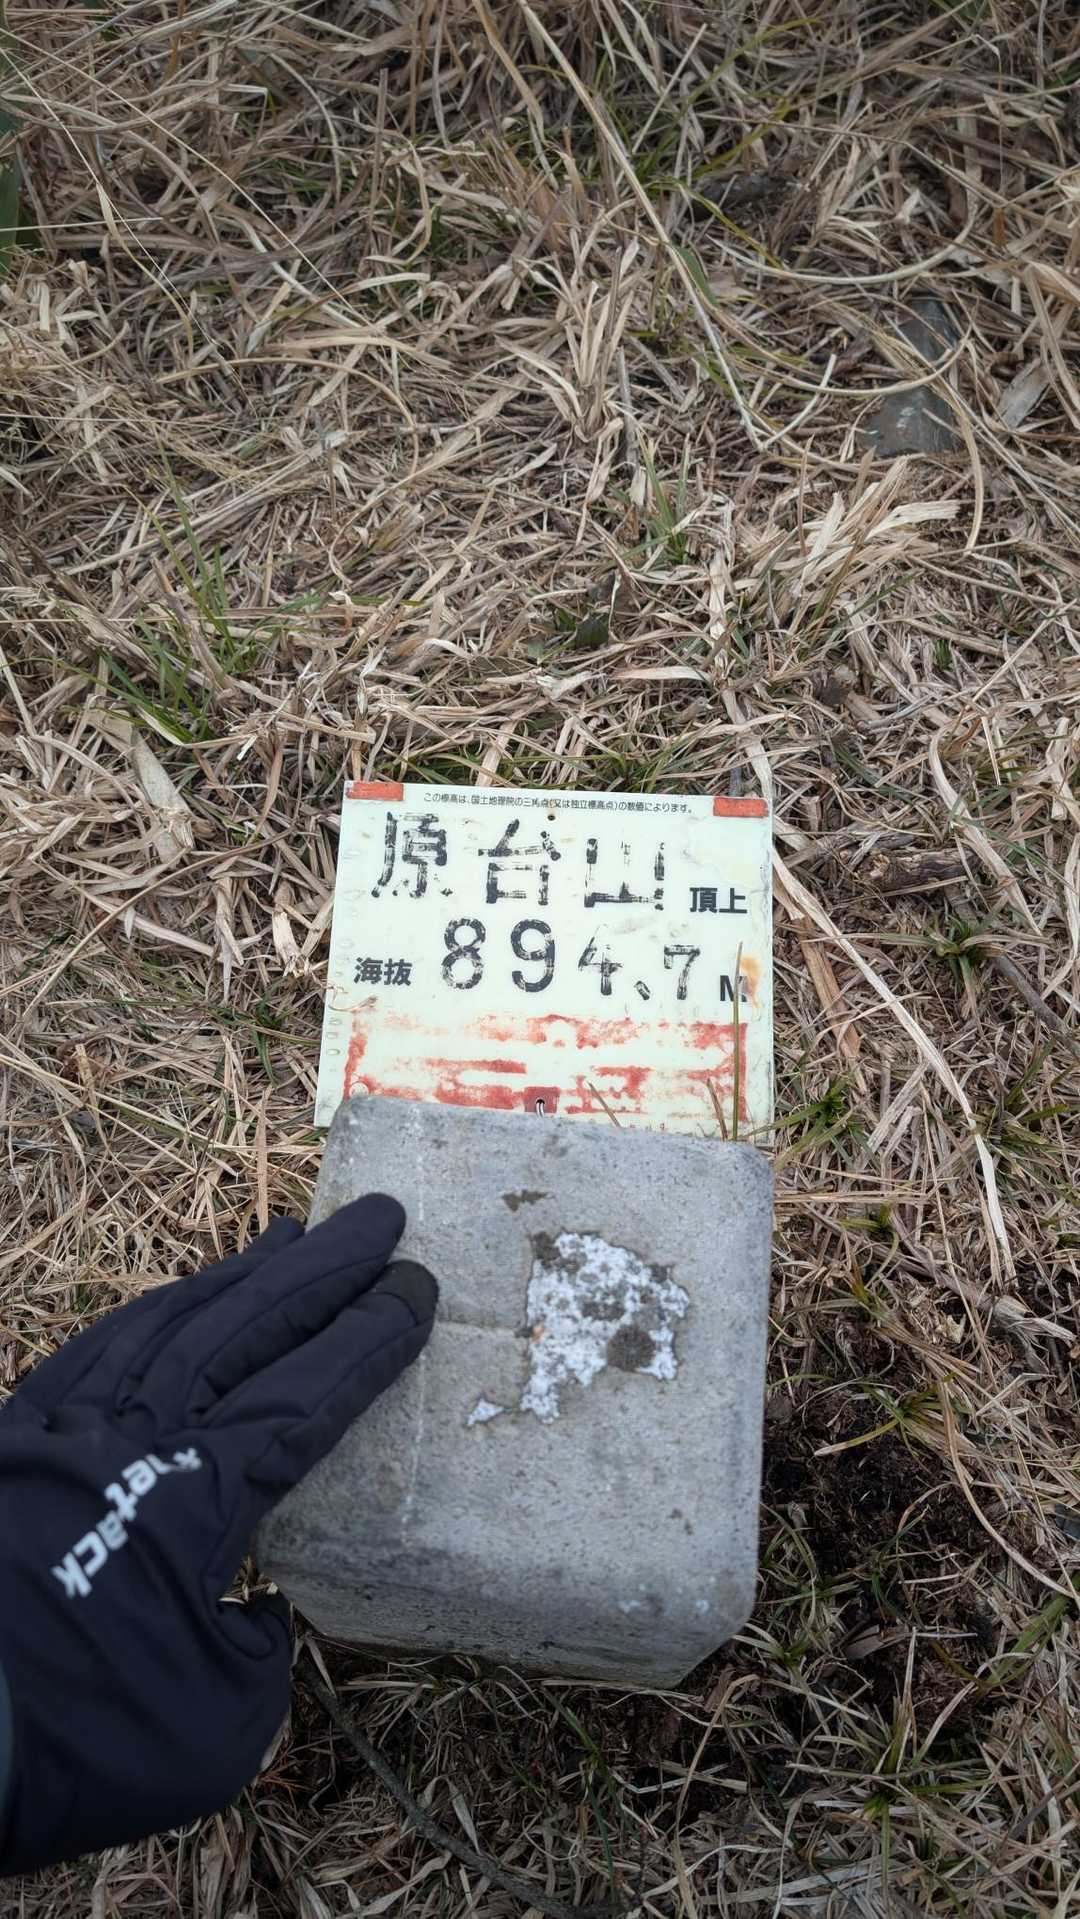 この標高は、国土地理院の三角点(又は独立標高点)の数値によります。
原台山 頂上
海抜 894.7 M